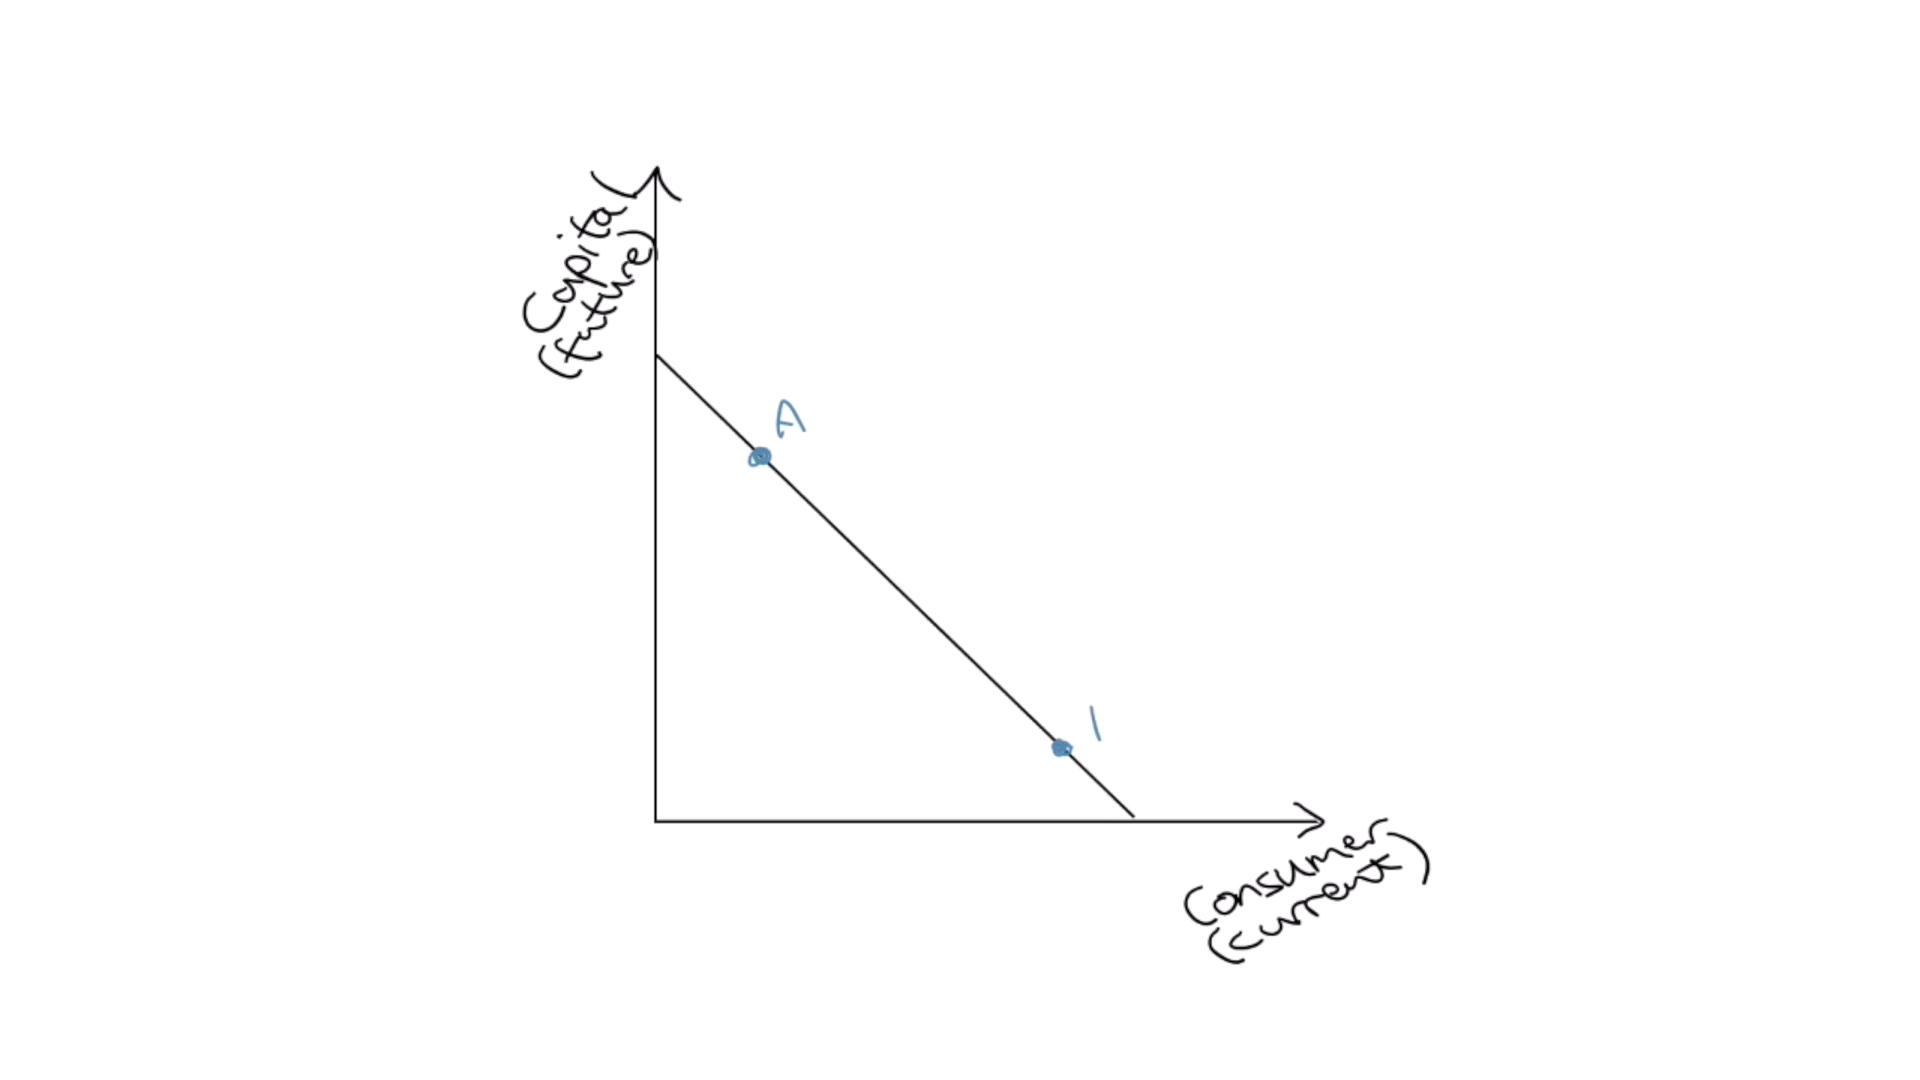 Capital
(future)
A
1
Consumer
(current)